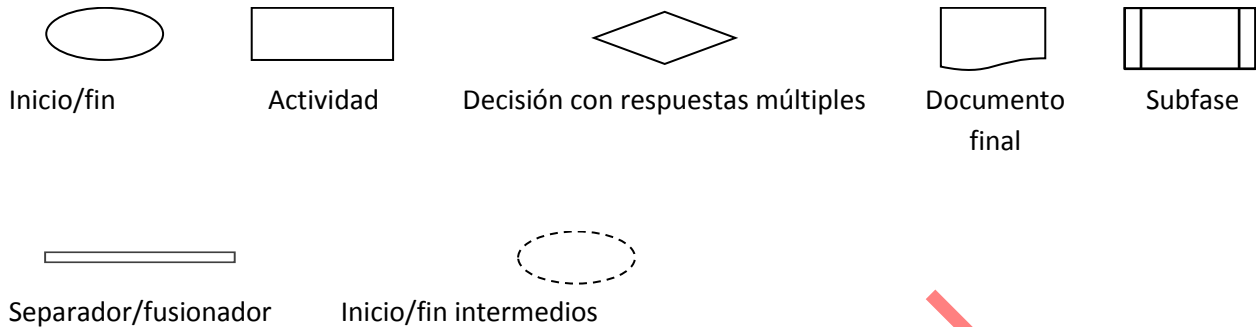 Inicio/fin Actividad Decisión con respuestas múltiples Documento final Subfase
Separador/fusionador Inicio/fin intermedios